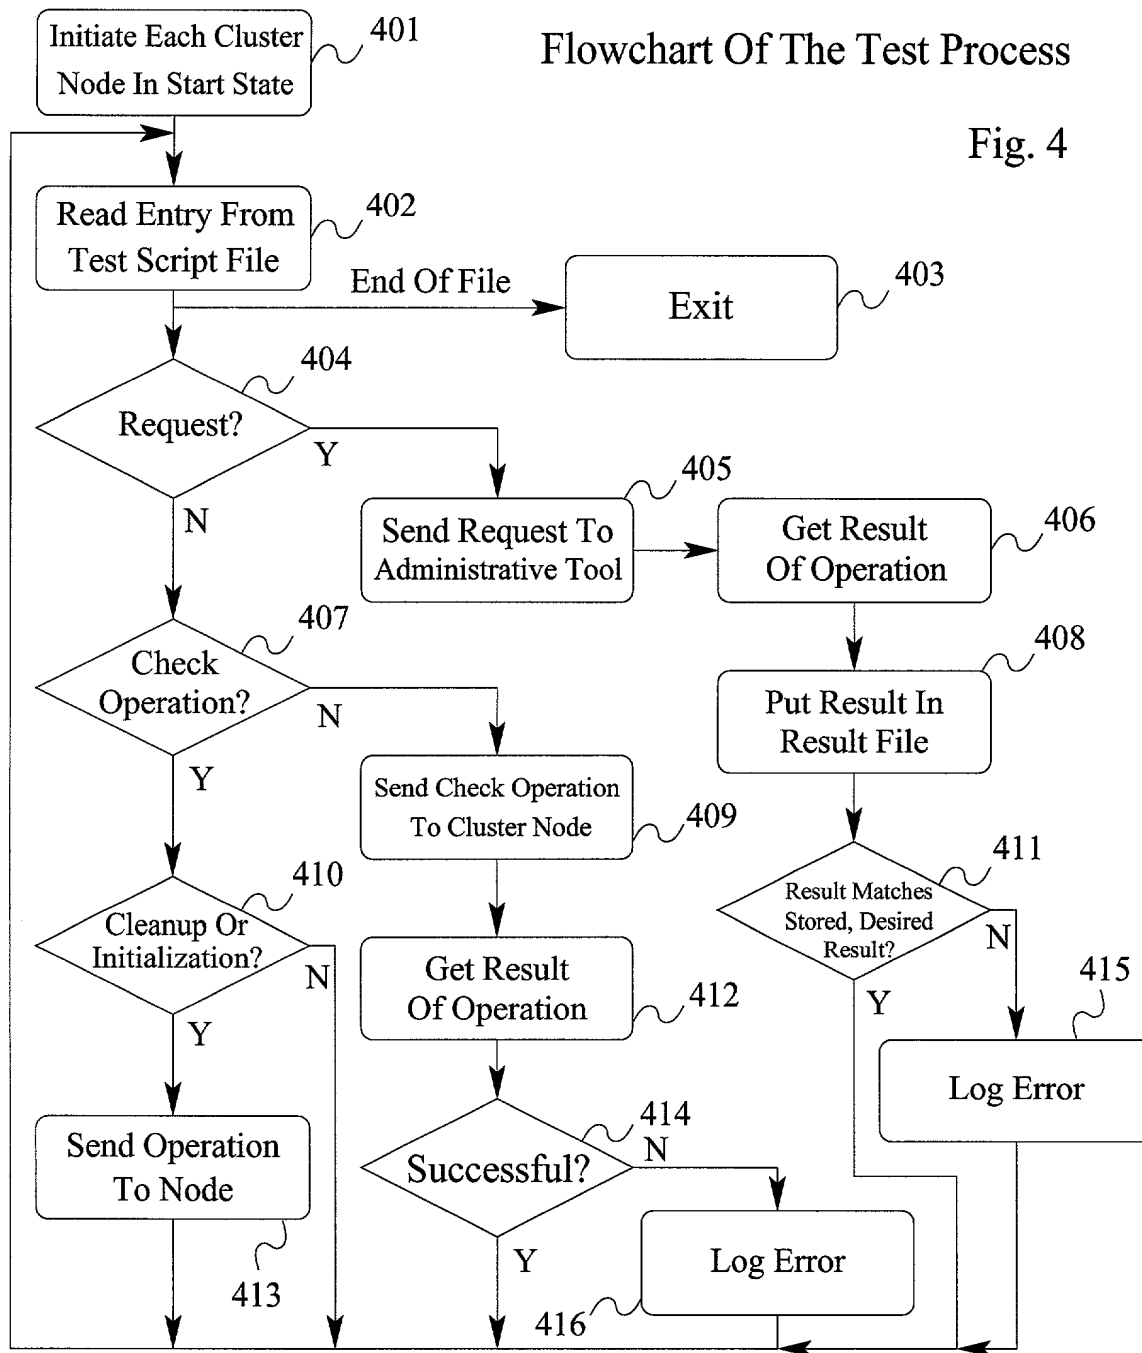 Initiate Each Cluster
Node In Start State
401
Flowchart Of The Test Process
Fig. 4
Read Entry From
Test Script File
402
End Of File
Exit
403
404
Request?
Y
N
405
Send Request To
Administrative Tool
Get Result
Of Operation
406
407
Check
Operation?
N
Y
408
Put Result In
Result File
Send Check Operation
To Cluster Node
409
410
Cleanup Or
Initialization?
N
Y
411
Result Matches
Stored, Desired
Result?
N
Y
Get Result
Of Operation
412
415
Log Error
Send Operation
To Node
413
414
Successful?
N
Y
Log Error
416